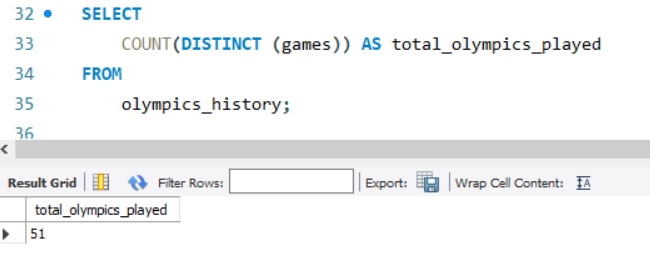 32 SELECT
33 COUNT(DISTINCT (games)) AS total_olympics_played
34 FROM
35 olympics_history;
36
Result Grid Filter Rows: Export: Wrap Cell Content: IA
total_olympics_played
51